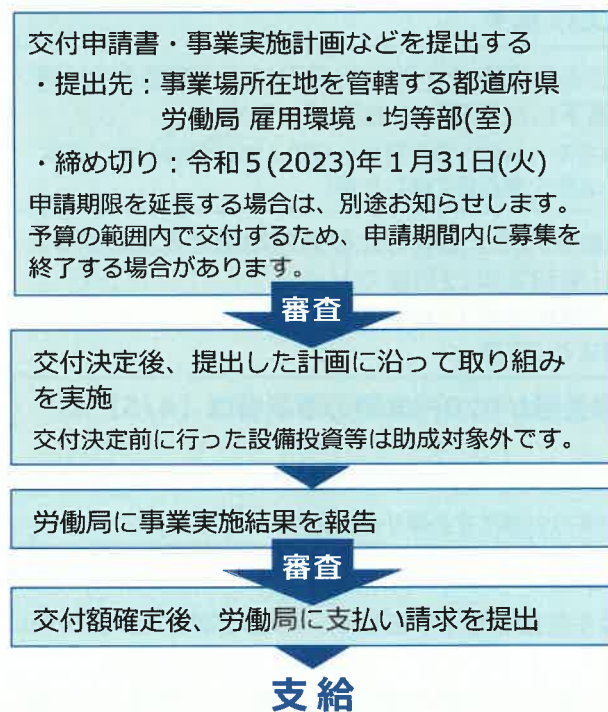 交付申請書・事業実施計画などを提出する
・提出先：事業場所在地を管轄する都道府県
労働局 雇用環境・均等部(室)
・締め切り：令和５(2023)年１月31日(火)
申請期限を延長する場合は、別途お知らせします。
予算の範囲内で交付するため、申請期間内に募集を
終了する場合があります。
審査
交付決定後、提出した計画に沿って取り組み
を実施
交付決定前に行った設備投資等は助成対象外です。
労働局に事業実施結果を報告
審査
交付額確定後、労働局に支払い請求を提出
支給